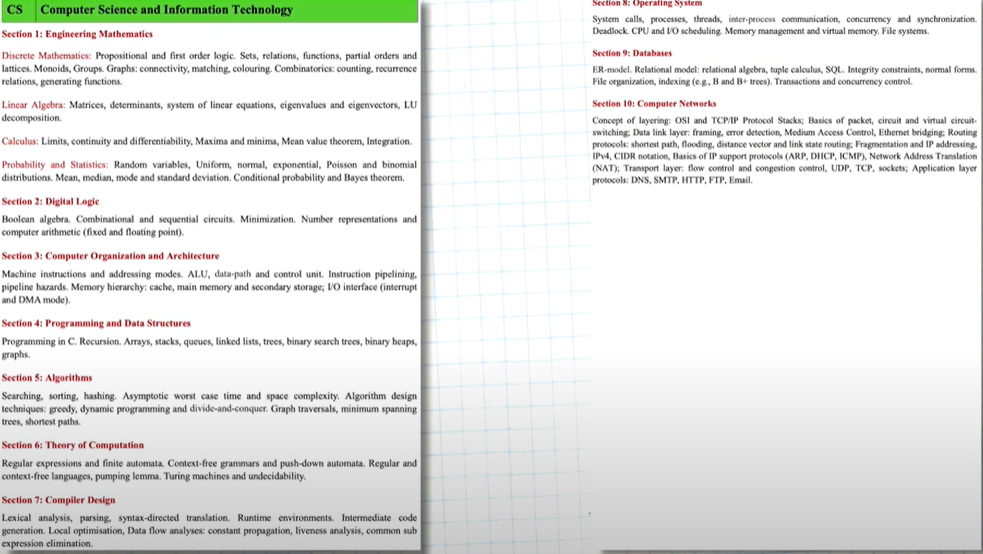 CS Computer Science and Information Technology
Section 1: Engineering Mathematics
Discrete Mathematics: Propositional and first order logic. Sets, relations, functions, partial orders and
lattices. Monoids, Groups. Graphs: connectivity, matching, colouring. Combinatorics: counting, recurrence
relations, generating functions.
Linear Algebra: Matrices, determinants, system of linear equations, eigenvalues and eigenvectors, LU
decomposition.
Calculus: Limits, continuity and differentiability, Maxima and minima, Mean value theorem, Integration.
Probability and Statistics: Random variables, Uniform, normal, exponential, Poisson and binomial
distributions. Mean, median, mode and standard deviation. Conditional probability and Bayes theorem.
Section 2: Digital Logic
Boolean algebra. Combinational and sequential circuits. Minimization. Number representations and
computer arithmetic (fixed and floating point).
Section 3: Computer Organization and Architecture
Machine instructions and addressing modes. ALU, data-path and control unit. Instruction pipelining,
pipeline hazards. Memory hierarchy: cache, main memory and secondary storage; I/O interface (interrupt
and DMA mode).
Section 4: Programming and Data Structures
Programming in C. Recursion. Arrays, stacks, queues, linked lists, trees, binary search trees, binary heaps,
graphs.
Section 5: Algorithms
Searching, sorting, hashing. Asymptotic worst case time and space complexity. Algorithm design
techniques: greedy, dynamic programming and divide-and-conquer. Graph traversals, minimum spanning
trees, shortest paths.
Section 6: Theory of Computation
Regular expressions and finite automata. Context-free grammars and push-down automata. Regular and
context-free languages, pumping lemma. Turing machines and undecidability.
Section 7: Compiler Design
Lexical analysis, parsing, syntax-directed translation. Runtime environments. Intermediate code
generation. Local optimisation, Data flow analyses: constant propagation, liveness analysis, common sub
expression elimination.
Section 8: Operating System
System calls, processes, threads, inter-process communication, concurrency and synchronization.
Deadlock. CPU and I/O scheduling. Memory management and virtual memory. File systems.
Section 9: Databases
ER-model. Relational model: relational algebra, tuple calculus, SQL. Integrity constraints, normal forms.
File organization, indexing (e.g., B and B+ trees). Transactions and concurrency control.
Section 10: Computer Networks
Concept of layering: OSI and TCP/IP Protocol Stacks; Basics of packet, circuit and virtual circuit-
switching; Data link layer: framing, error detection, Medium Access Control, Ethernet bridging; Routing
protocols: shortest path, flooding, distance vector and link state routing; Fragmentation and IP addressing,
IPv4, CIDR notation, Basics of IP support protocols (ARP, DHCP, ICMP), Network Address Translation
(NAT); Transport layer: flow control and congestion control, UDP, TCP, sockets; Application layer
protocols: DNS, SMTP, HTTP, FTP, Email.